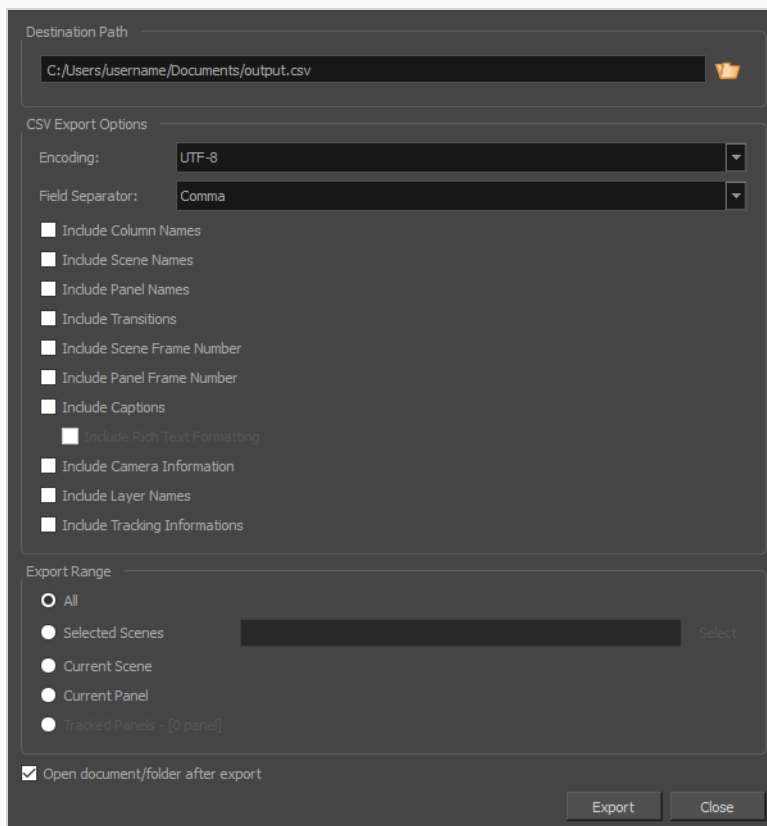 Destination Path
C:/Users/username/Documents/output.csv
CSV Export Options
Encoding: UTF-8
Field Separator: Comma
Include Column Names
Include Scene Names
Include Panel Names
Include Transitions
Include Scene Frame Number
Include Panel Frame Number
Include Captions
Include Rich Text Formatting
Include Camera Information
Include Layer Names
Include Tracking Informations
Export Range
All
Selected Scenes Select
Current Scene
Current Panel
Tracked Panels - [0 panel]
Open document/folder after export
Export Close